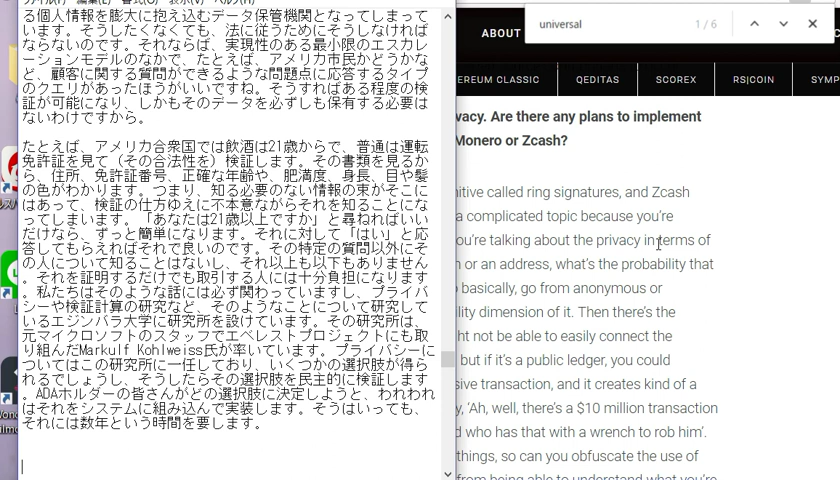 る個人情報を膨大に抱え込むデータ保管機関となってしまって
います。そうしたくなくても、法に従うためにそうしなければ
ならないのです。それならば、実現性のある最小限のエスカレ
ーションモデルのなかで、たとえば、アメリカ市民かどうかな
ど、顧客に関する質問ができるような問題点に応答するタイプ
のクエリがあったほうがいいですね。そうすればある程度の検
証が可能になり、しかもそのデータを必ずしも保有する必要は
ないわけですから。
たとえば、アメリカ合衆国では飲酒は21歳からで、普通は運転
免許証を見て（その合法性を）検証します。その書類を見るか
ら、住所、免許証番号、正確な年齢や、肥満度、身長、目や髪
の色がわかります。つまり、知る必要のない情報の束がそこに
はあって、検証の仕方ゆえに不本意ながらそれを知ることにな
ってしまいます。「あなたは21歳以上ですか」と尋ねればいい
だけなら、ずっと簡単になります。それに対して「はい」と応
答してもらえればそれで良いのです。その特定の質問以外にそ
の人について知ることはないし、それ以上も以下もありません
。それを証明するだけでも取引する人には十分負担になります
。私たちはそのような話には必ず関わっていますし、プライバ
シーや検証計算の研究など、そのようなことについて研究して
いるエジンバラ大学に研究所を設けています。その研究所は、
元マイクロソフトのスタッフでエベレストプロジェクトにも取
り組んだMarkulf Kohlweiss氏が率いています。プライバシーに
ついてはこの研究所に一任しており、いくつかの選択肢が得ら
れるでしょうし、そうしたらその選択肢を民主的に検証します
。ADAホルダーの皆さんがどの選択肢に決定しようと、われわれ
はそれをシステムに組み込んで実装します。そうはいっても、
それには数年という時間を要します。
universal 1 / 6
ABOUT
EREUM CLASSIC QEDITAS SCOREX RS|COIN SYMP
vacy. Are there any plans to implement
Monero or Zcash?
nitive called ring signatures, and Zcash
a complicated topic because you're
ou're talking about the privacy in terms of
n or an address, what's the probability that
basically, go from anonymous or
ility dimension of it. Then there's the
ht not be able to easily connect the
but if it's a public ledger, you could
sive transaction, and it creates kind of a
y, 'Ah, well, there's a $10 million transaction
d who has that with a wrench to rob him'.
things, so can you obfuscate the use of
from being able to understand what you're